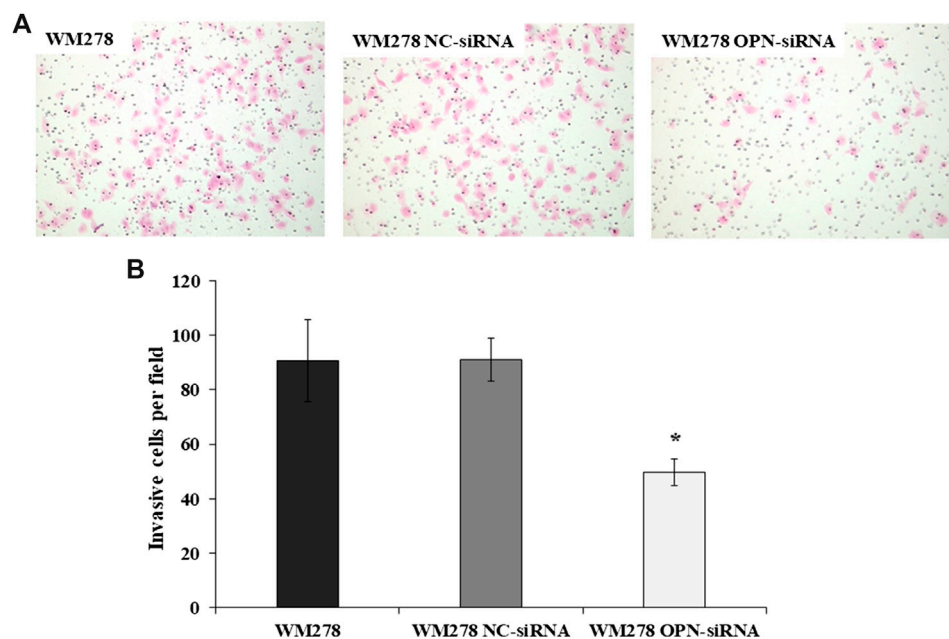 A
WM278
WM278 NC-siRNA
WM278 OPN-siRNA
B
Invasive cells per field
120
100
80
60
40
20
0
*
WM278
WM278 NC-siRNA
WM278 OPN-siRNA